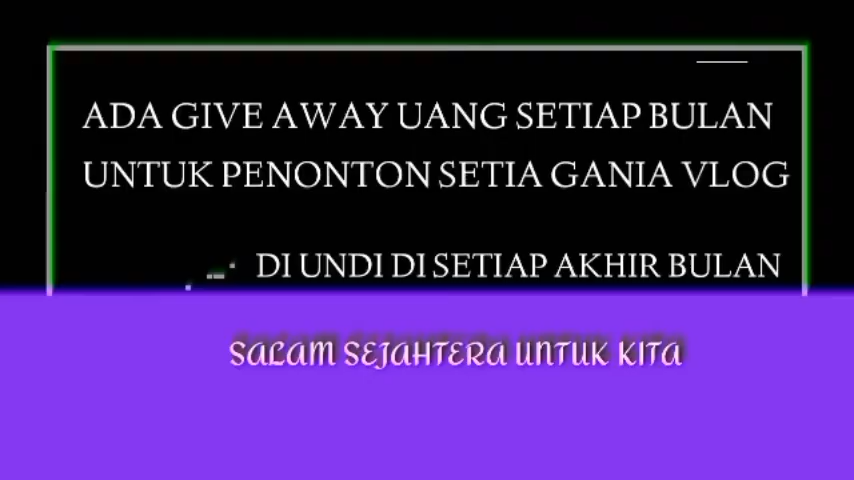 ADA GIVE AWAY UANG SETIAP BULAN
UNTUK PENONTON SETIA GANIA VLOG
DI UNDI DI SETIAP AKHIR BULAN
SALAM SEJAHTERA UNTUK KITA